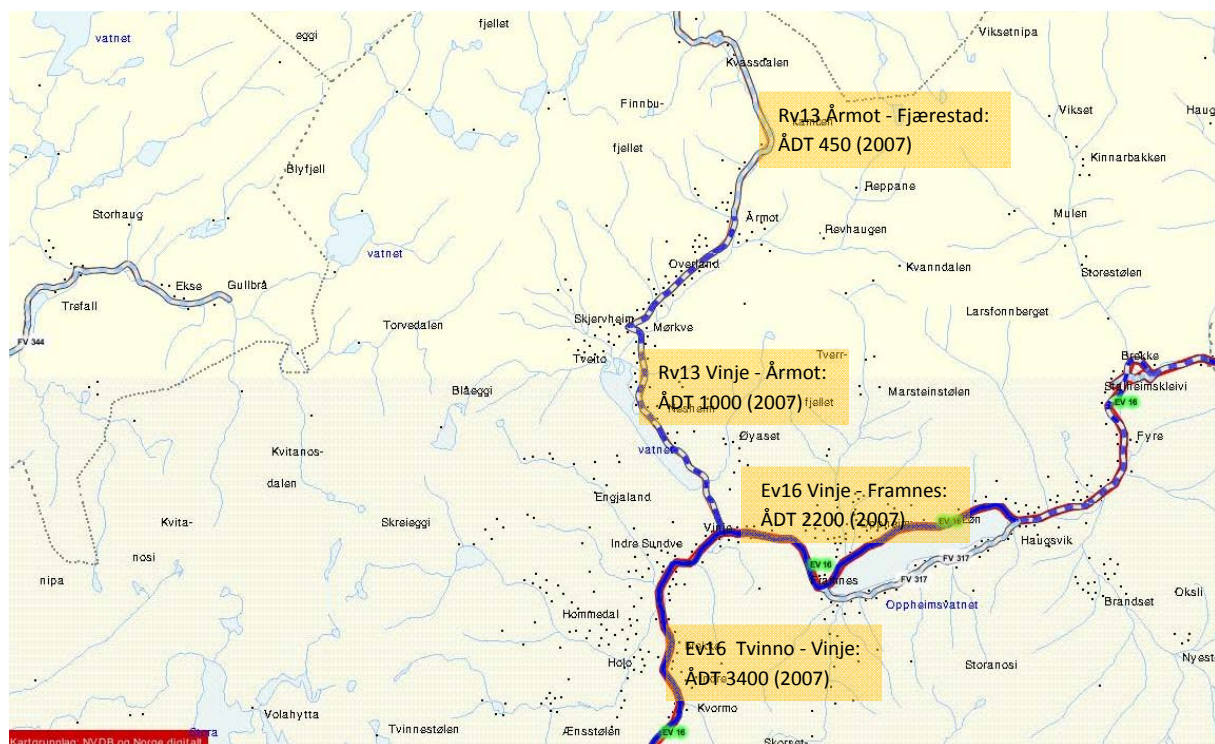 eggi
fjellet
Viksetnipa
vatnet
Kvassdalen
Finnbu-
Rv13 Årmot - Fjærestad:
ÅDT 450 (2007)
Vikset
Haug
fjellet
Kinnarbakken
Blyfjell
Reppane
Storhaug
Årmot
Mulen
Revhaugen
vatnet
Overland
Kvanndalen
Storestølen
Ekse
Gullbrå
Trefall
Larsfonnberget
Skjervheim
Mørkve
Torvedalen
FV 344
Tvelto
Tverr-
Brekke
Rv13 Vinje - Årmot:
ÅDT 1000 (2007)
fjellet
Stalheimskleivi
Blåeggi
Marsteinstølen
EV 16
Øyaset
Fyre
Kvitanos-
vatnet
dalen
Ev16 Vinje - Framnes:
ÅDT 2200 (2007)
Engjaland
Kvita-
Skreieggi
Vinje
EV 16
Haugsvik
Indre Sundve
nosi
EV 16
FV 317
nipa
Framnes
FV 317
Oksli
Hommedal
Oppheimsvatnet
Brandset
Ev16 Tvinno - Vinje:
ÅDT 3400 (2007)
Holo
Storanosi
Nyest
Kvormo
Volahytta
Tvinnestølen
Ænsstølen
EV 16
Stora
Skornet-
Kartgrunnlag: NVDB og Norge digitalt